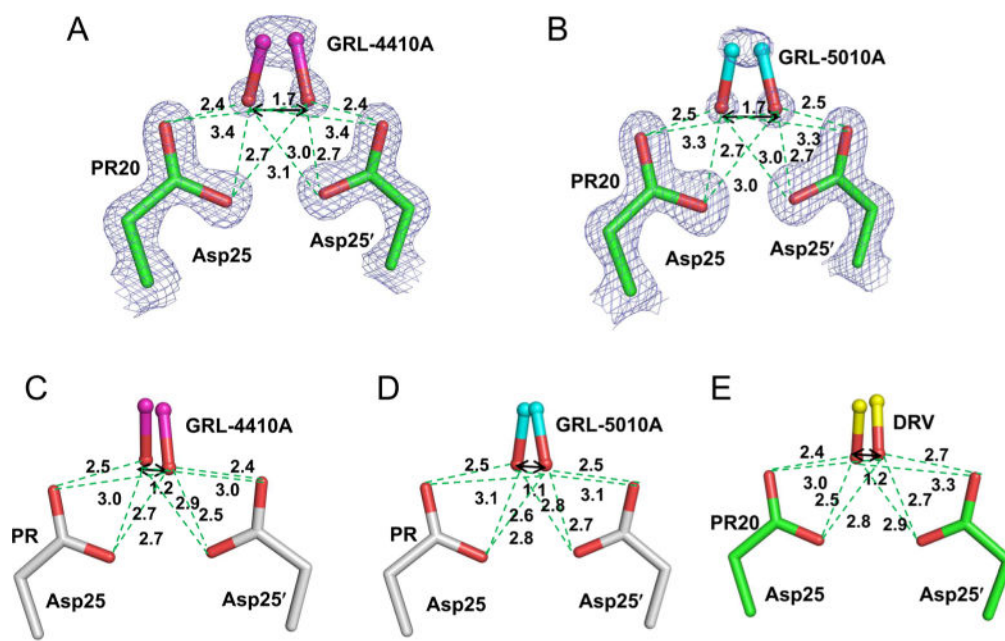 A
GRL-4410A
2.4
1.7
2.4
3.4
3.4
2.7
3.0
2.7
3.1
PR20
Asp25
Asp25′
B
GRL-5010A
2.5
1.7
2.5
3.3
3.3
2.7
3.0
2.7
3.0
PR20
Asp25
Asp25′
C
GRL-4410A
2.5
2.4
3.0
1.2
3.0
2.7
2.9
2.5
2.7
PR
Asp25
Asp25′
D
GRL-5010A
2.5
2.5
3.1
1.1
3.1
2.6
2.8
2.8
2.7
PR
Asp25
Asp25′
E
DRV
2.4
2.7
3.0
1.2
3.3
2.5
2.7
2.8
2.9
PR20
Asp25
Asp25′